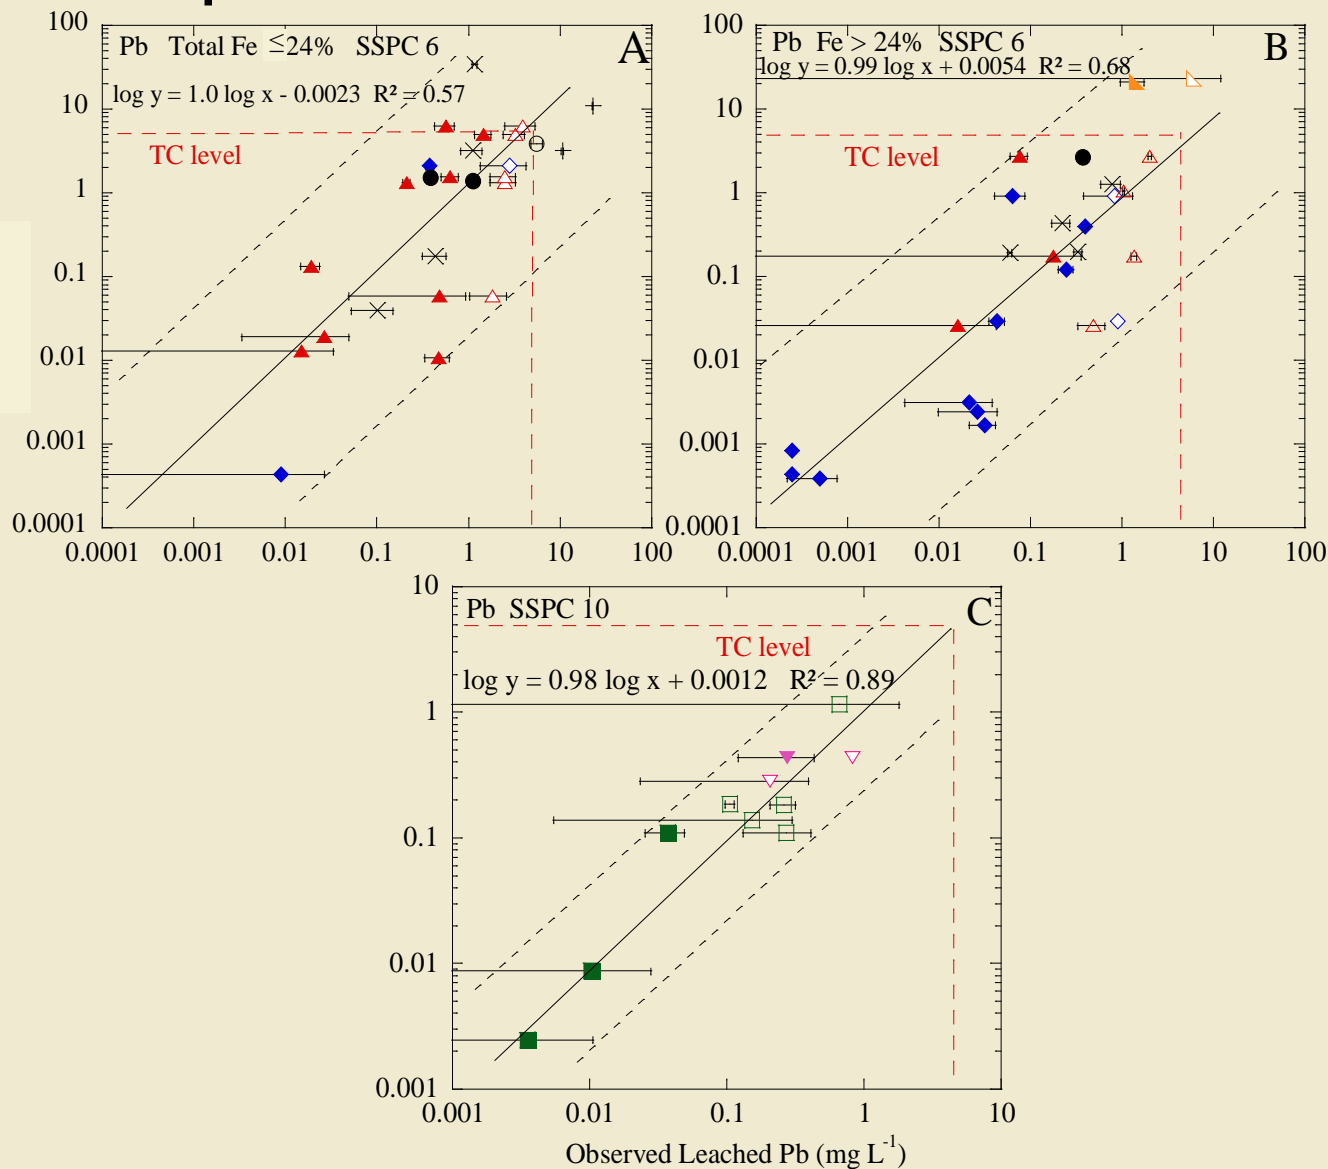 100
10
1
0.1
0.01
0.001
0.0001
Pb Total Fe ≤24% SSPC 6
A
log y = 1.0 log x - 0.0023 R² = 0.57
TC level
0.0001 0.001 0.01 0.1 1 10 100
100
10
1
0.1
0.01
0.001
0.0001
Pb Fe > 24% SSPC 6
B
log y = 0.99 log x + 0.0054 R² = 0.68
TC level
0.0001 0.001 0.01 0.1 1 10 100
10
1
0.1
0.01
0.001
Pb SSPC 10
C
TC level
log y = 0.98 log x + 0.0012 R² = 0.89
0.001 0.01 0.1 1 10
Observed Leached Pb (mg L⁻¹)